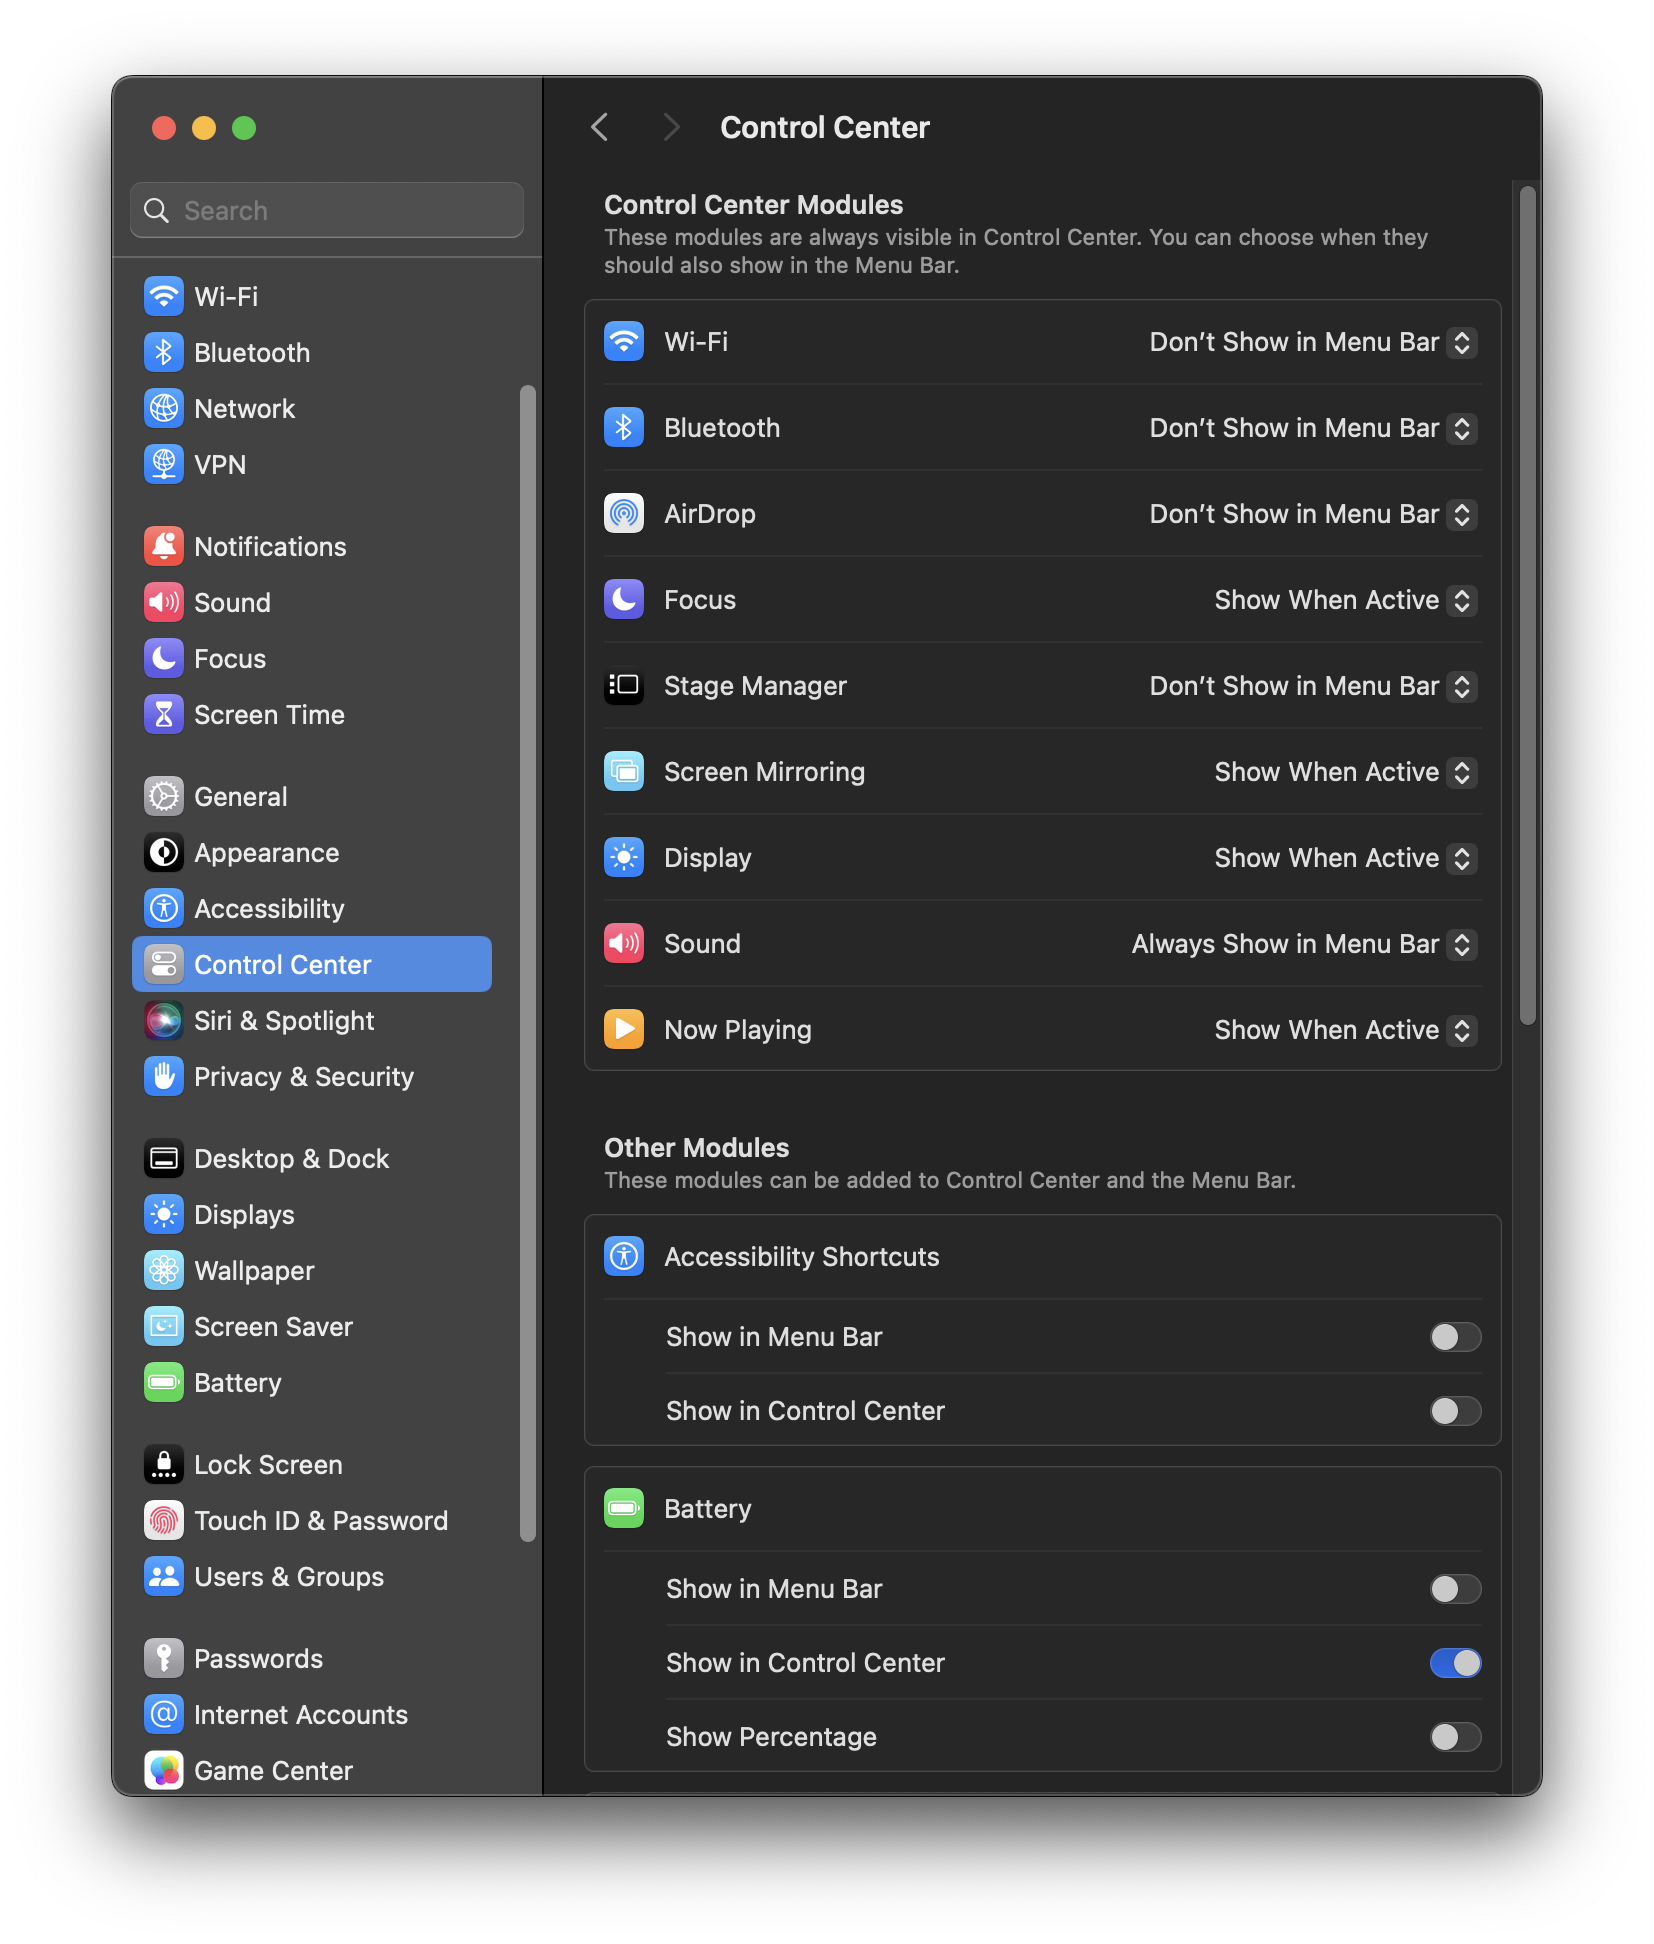 Search
Wi-Fi
Bluetooth
Network
VPN
Notifications
Sound
Focus
Screen Time
General
Appearance
Accessibility
Control Center
Siri & Spotlight
Privacy & Security
Desktop & Dock
Displays
Wallpaper
Screen Saver
Battery
Lock Screen
Touch ID & Password
Users & Groups
Passwords
Internet Accounts
Game Center
Control Center
Control Center Modules
These modules are always visible in Control Center. You can choose when they
should also show in the Menu Bar.
Wi-Fi Don’t Show in Menu Bar
Bluetooth Don’t Show in Menu Bar
AirDrop Don’t Show in Menu Bar
Focus Show When Active
Stage Manager Don’t Show in Menu Bar
Screen Mirroring Show When Active
Display Show When Active
Sound Always Show in Menu Bar
Now Playing Show When Active
Other Modules
These modules can be added to Control Center and the Menu Bar.
Accessibility Shortcuts
Show in Menu Bar
Show in Control Center
Battery
Show in Menu Bar
Show in Control Center
Show Percentage